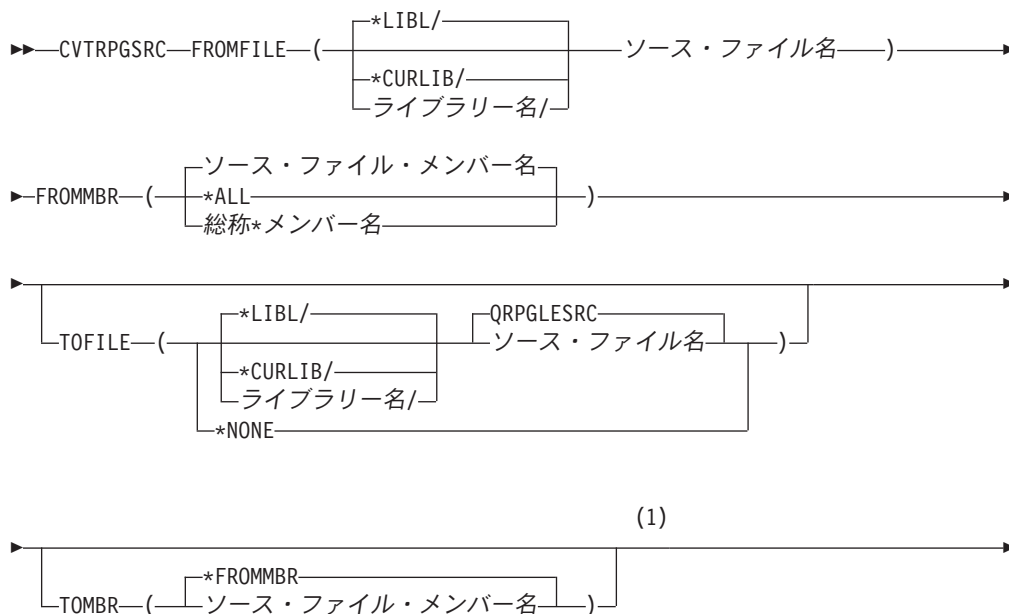 *LIBL/
CVTRPGSRC FROMFILE ( ソース・ファイル名 )
*CURLIB/
ライブラリー名/
ソース・ファイル・メンバー名
FROMMBR ( *ALL )
総称*メンバー名
*LIBL/ QRPGLESRC
TOFILE ( ソース・ファイル名 )
*CURLIB/
ライブラリー名/
*NONE
(1)
*FROMMBR
TOMBR ( ソース・ファイル・メンバー名 )